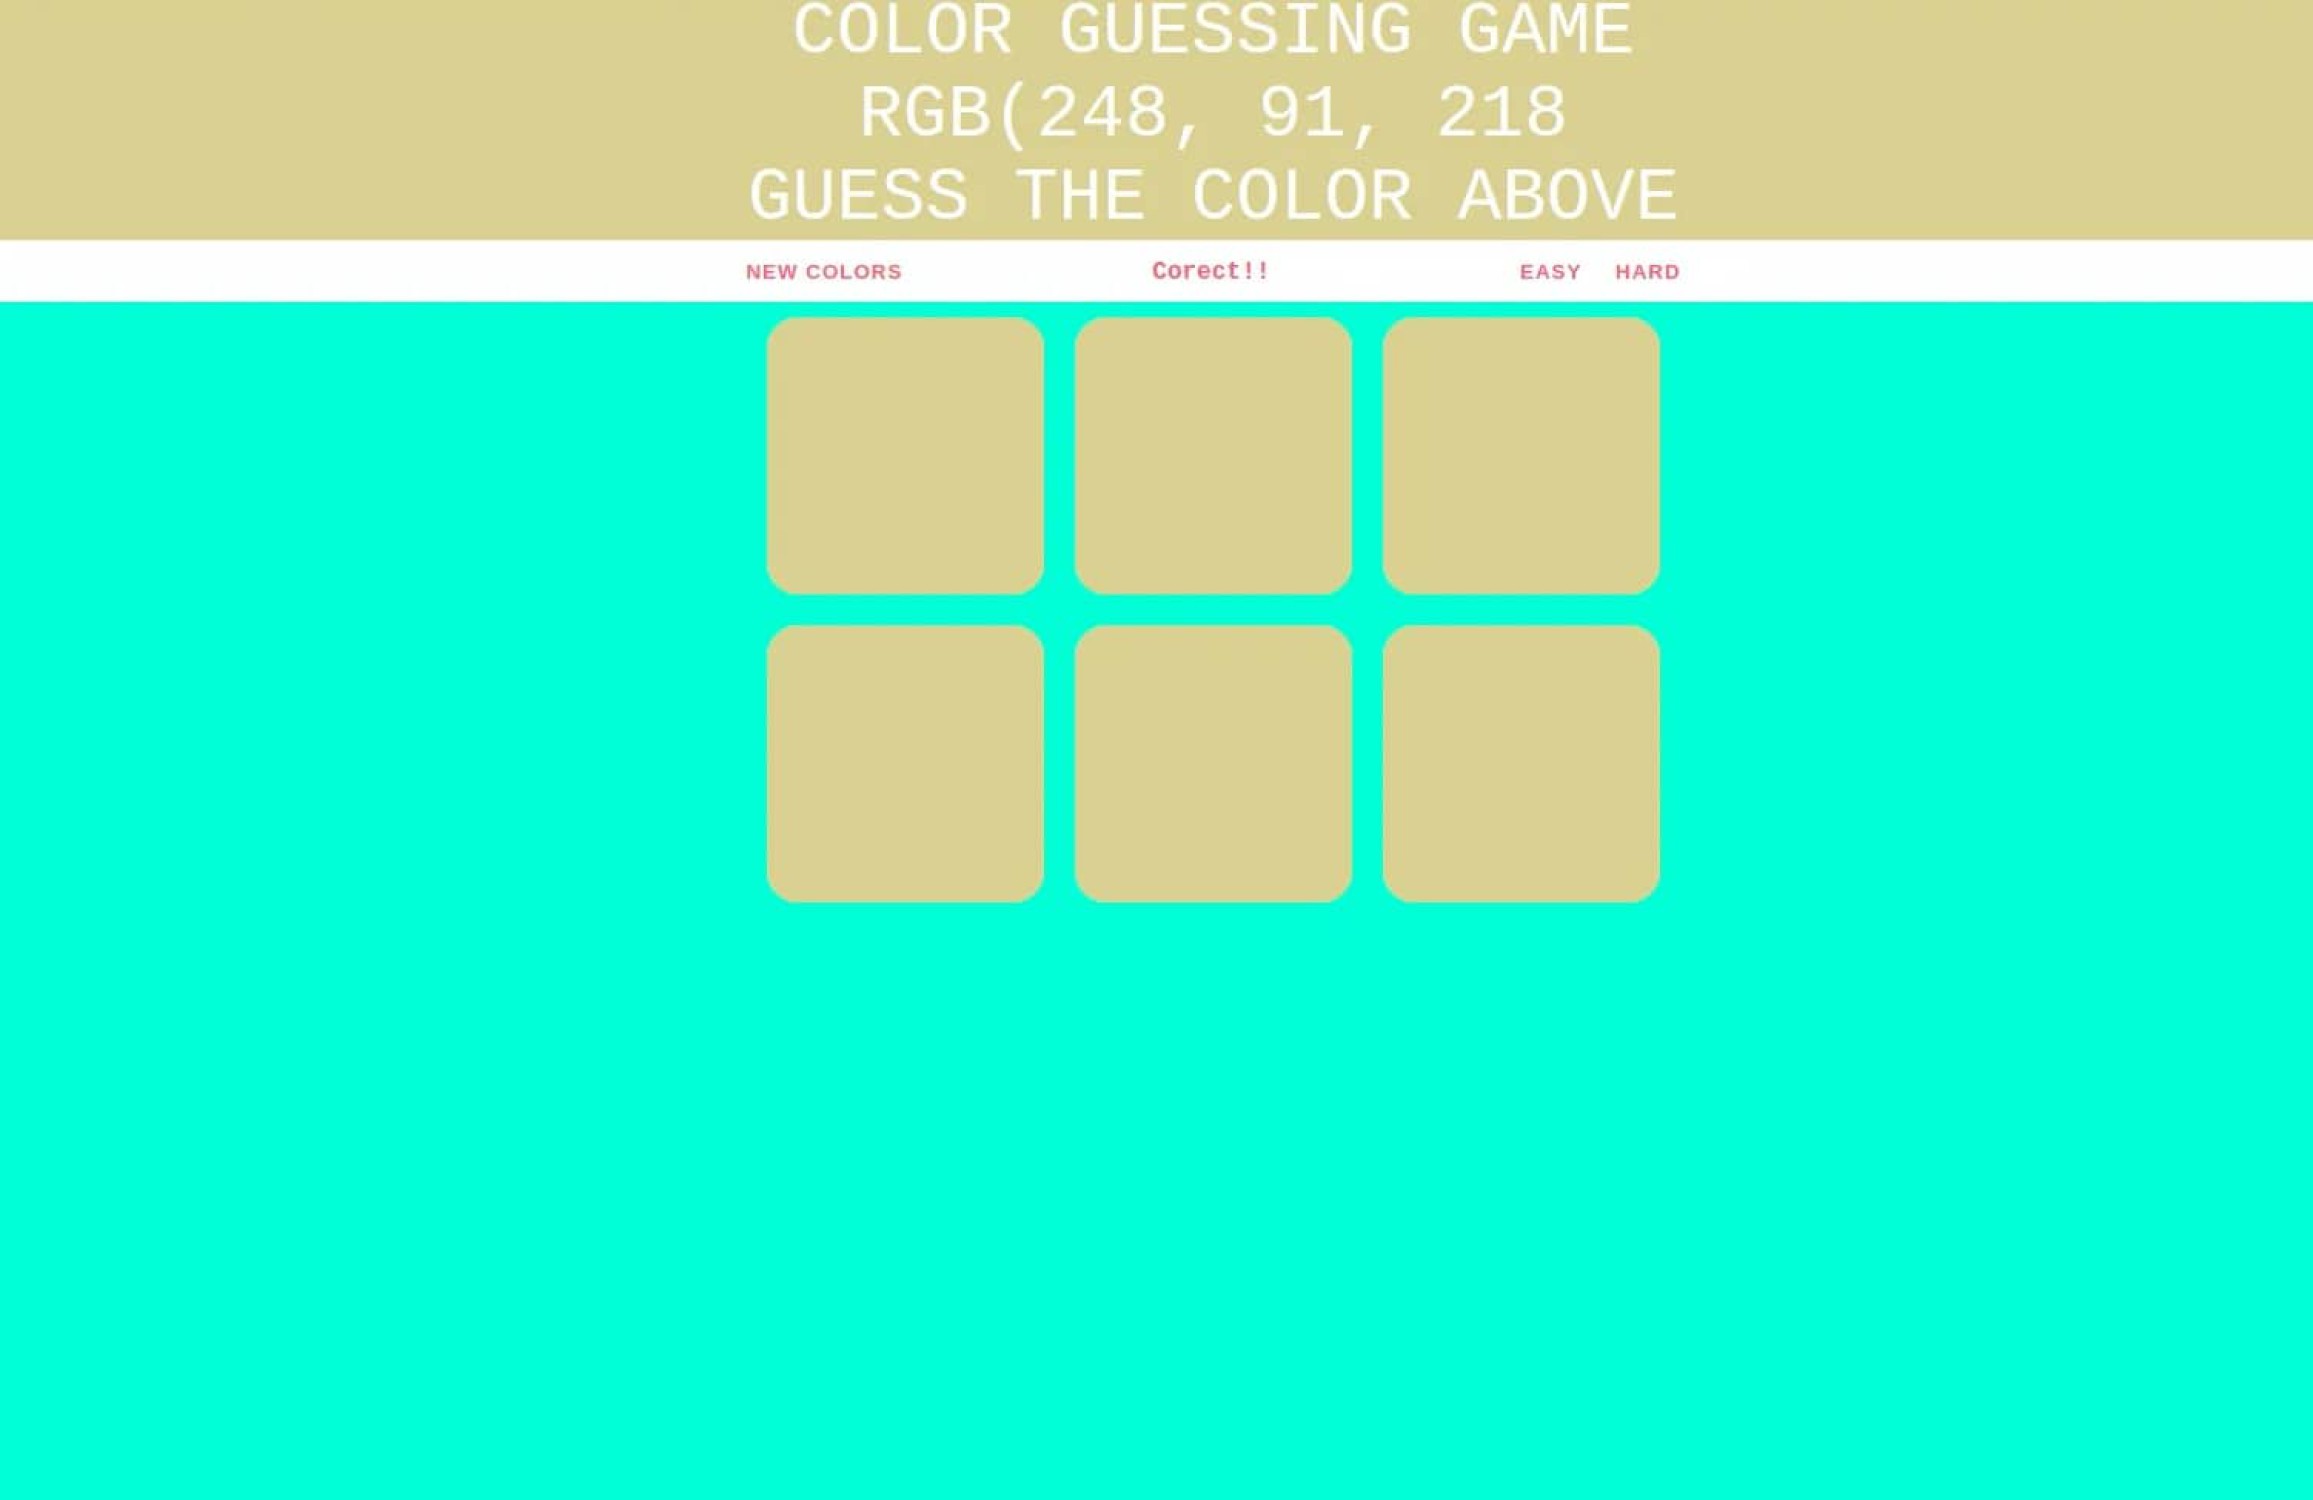 COLOR GUESSING GAME
RGB(248, 91, 218
GUESS THE COLOR ABOVE
NEW COLORS Corect!! EASY HARD